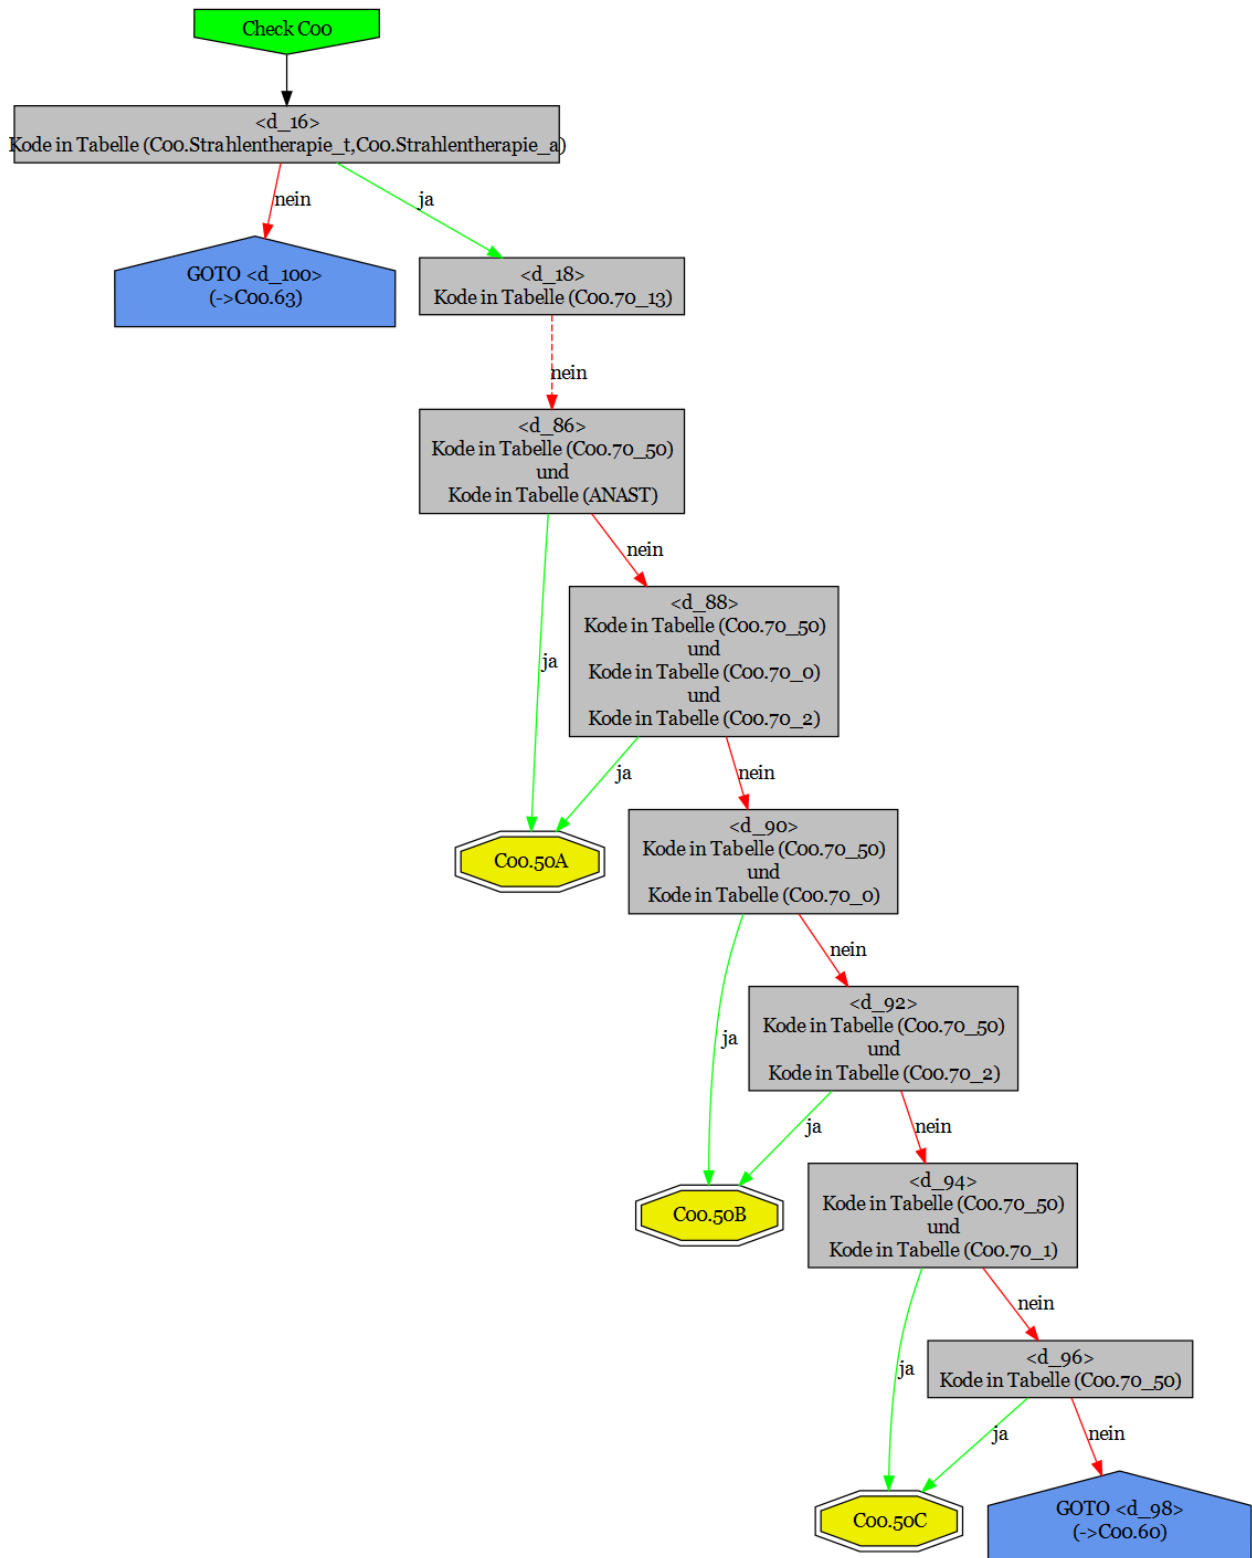 Check C00
<d_16>
Kode in Tabelle (C00.Strahlentherapie_t,C00.Strahlentherapie_a)
nein
ja
GOTO <d_100>
(->C00.63)
<d_18>
Kode in Tabelle (C00.70_13)
nein
<d_86>
Kode in Tabelle (C00.70_50)
und
Kode in Tabelle (ANAST)
nein
<d_88>
Kode in Tabelle (C00.70_50)
und
Kode in Tabelle (C00.70_0)
und
Kode in Tabelle (C00.70_2)
ja
ja
nein
<d_90>
Kode in Tabelle (C00.70_50)
und
Kode in Tabelle (C00.70_0)
C00.50A
nein
<d_92>
Kode in Tabelle (C00.70_50)
und
Kode in Tabelle (C00.70_2)
ja
ja
nein
<d_94>
Kode in Tabelle (C00.70_50)
und
Kode in Tabelle (C00.70_1)
C00.50B
nein
<d_96>
Kode in Tabelle (C00.70_50)
ja
ja
nein
C00.50C
GOTO <d_98>
(->C00.60)